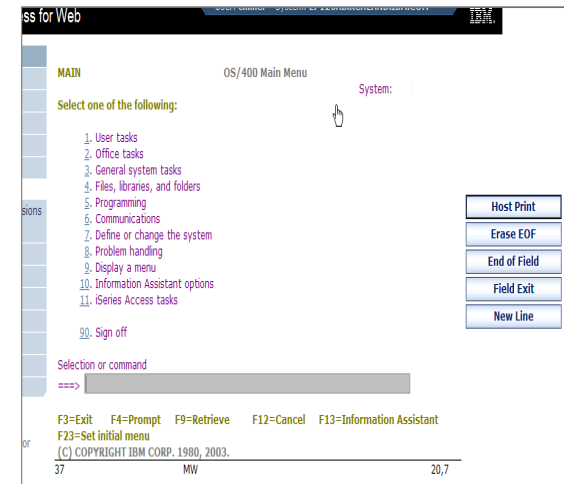 ss for Web
IBM.
MAIN OS/400 Main Menu
System:
Select one of the following:
1. User tasks
2. Office tasks
3. General system tasks
4. Files, libraries, and folders
sions
5. Programming
Host Print
6. Communications
7. Define or change the system
Erase EOF
8. Problem handling
9. Display a menu
End of Field
10. Information Assistant options
11. iSeries Access tasks
Field Exit
New Line
90. Sign off
Selection or command
===>
F3=Exit F4=Prompt F9=Retrieve F12=Cancel F13=Information Assistant
F23=Set initial menu
or
(C) COPYRIGHT IBM CORP. 1980, 2003.
37 MW 20,7